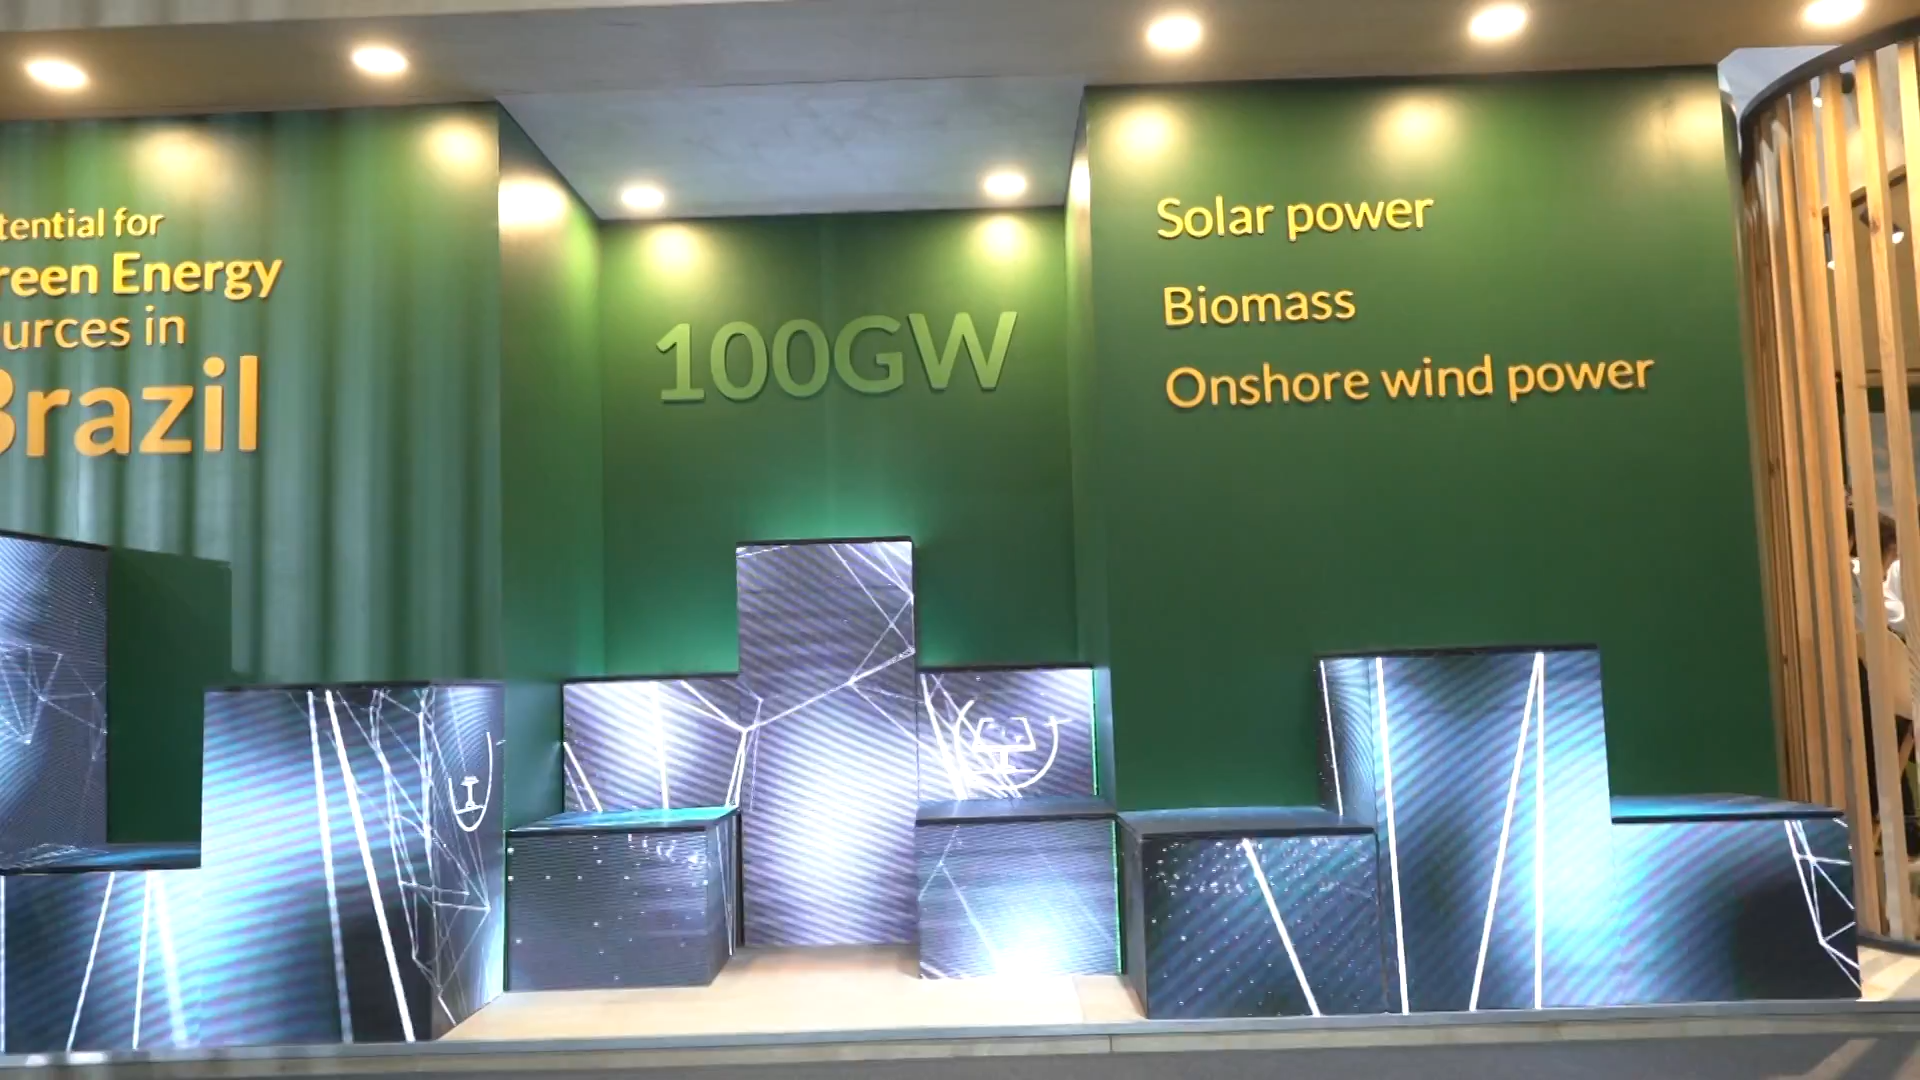 tential for
reen Energy
urces in
Brazil
100GW
Solar power
Biomass
Onshore wind power